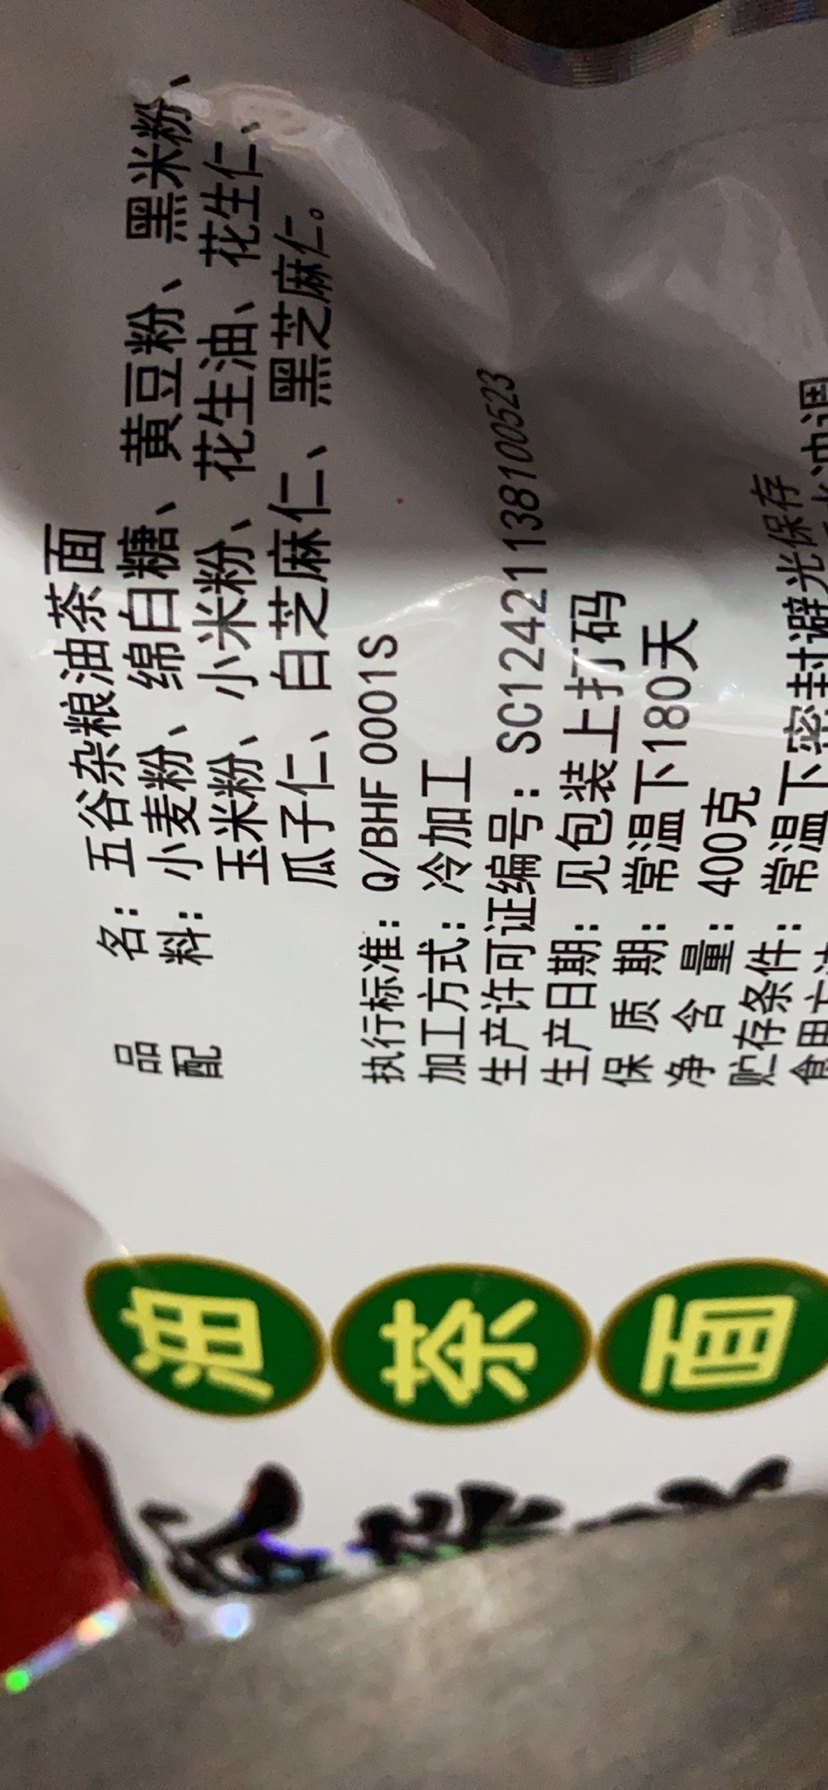 品 名：五谷杂粮油茶面
配 料：小麦粉、绵白糖、黄豆粉、黑米粉、
玉米粉、小米粉、花生油、花生仁、
瓜子仁、白芝麻仁、黑芝麻仁。
执行标准：Q/BHF 0001S
加工方式：冷加工
生产许可证编号：SC12421138100523
生产日期：见包装上打码
保 质 期：常温下180天
净 含 量：400克
贮存条件：常温下密封避光保存
食用方法
油茶面